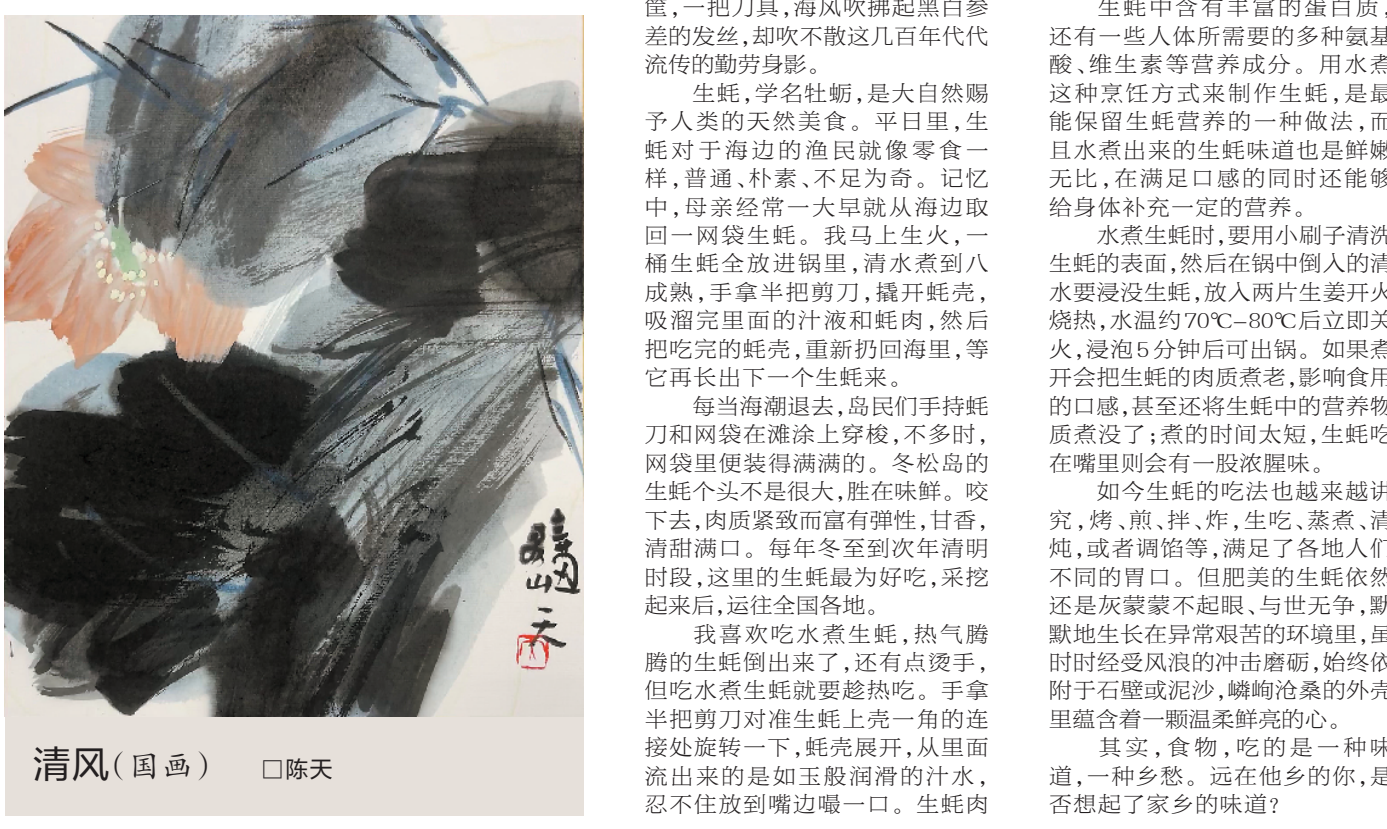 清风(国画) □陈天
筐,一把刀具,海风吹拂起黑白参
差的发丝,却吹不散这几百年代代
流传的勤劳身影。
生蚝,学名牡蛎,是大自然赐
予人类的天然美食。平日里,生
蚝对于海边的渔民就像零食一
样,普通、朴素、不足为奇。记忆
中,母亲经常一大早就从海边取
回一网袋生蚝。我马上生火,一
桶生蚝全放进锅里,清水煮到八
成熟,手拿半把剪刀,撬开蚝壳,
吸溜完里面的汁液和蚝肉,然后
把吃完的蚝壳,重新扔回海里,等
它再长出下一个生蚝来。
每当海潮退去,岛民们手持蚝
刀和网袋在滩涂上穿梭,不多时,
网袋里便装得满满的。冬松岛的
生蚝个头不是很大,胜在味鲜。咬
下去,肉质紧致而富有弹性,甘香,
清甜满口。每年冬至到次年清明
时段,这里的生蚝最为好吃,采挖
起来后,运往全国各地。
我喜欢吃水煮生蚝,热气腾
腾的生蚝倒出来了,还有点烫手,
但吃水煮生蚝就要趁热吃。手拿
半把剪刀对准生蚝上壳一角的连
接处旋转一下,蚝壳展开,从里面
流出来的是如玉般润滑的汁水,
忍不住放到嘴边嘬一口。生蚝肉
生蚝中含有丰富的蛋白质,
还有一些人体所需要的多种氨基
酸、维生素等营养成分。用水煮
这种烹饪方式来制作生蚝,是最
能保留生蚝营养的一种做法,而
且水煮出来的生蚝味道也是鲜嫩
无比,在满足口感的同时还能够
给身体补充一定的营养。
水煮生蚝时,要用小刷子清洗
生蚝的表面,然后在锅中倒入的清
水要浸没生蚝,放入两片生姜开火
烧热,水温约70℃–80℃后立即关
火,浸泡5分钟后可出锅。如果煮
开会把生蚝的肉质煮老,影响食用
的口感,甚至还将生蚝中的营养物
质煮没了;煮的时间太短,生蚝吃
在嘴里则会有一股浓腥味。
如今生蚝的吃法也越来越讲
究,烤、煎、拌、炸,生吃、蒸煮、清
炖,或者调馅等,满足了各地人们
不同的胃口。但肥美的生蚝依然
还是灰蒙蒙不起眼、与世无争,默
默地生长在异常艰苦的环境里,虽
时时经受风浪的冲击磨砺,始终依
附于石壁或泥沙,嶙峋沧桑的外壳
里蕴含着一颗温柔鲜亮的心。
其实,食物,吃的是一种味
道,一种乡愁。远在他乡的你,是
否想起了家乡的味道?